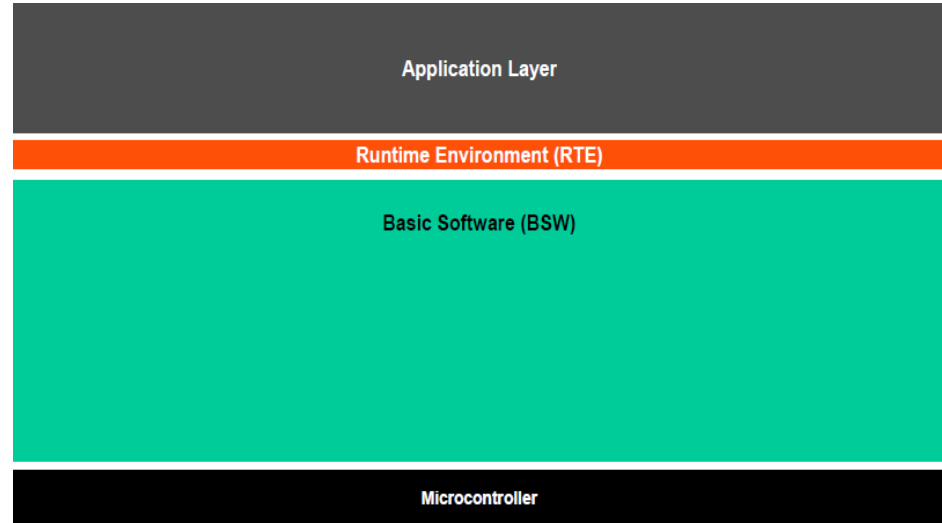 Application Layer
Runtime Environment (RTE)
Basic Software (BSW)
Microcontroller